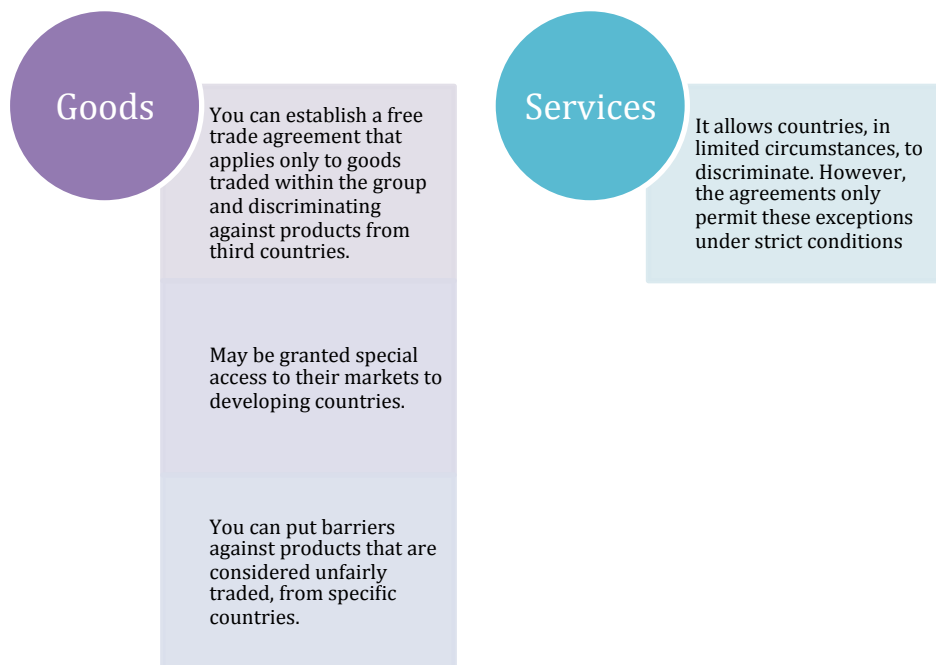 Goods
You can establish a free
trade agreement that
applies only to goods
traded within the group
and discriminating
against products from
third countries.
May be granted special
access to their markets to
developing countries.
You can put barriers
against products that are
considered unfairly
traded, from specific
countries.
Services
It allows countries, in
limited circumstances, to
discriminate. However,
the agreements only
permit these exceptions
under strict conditions